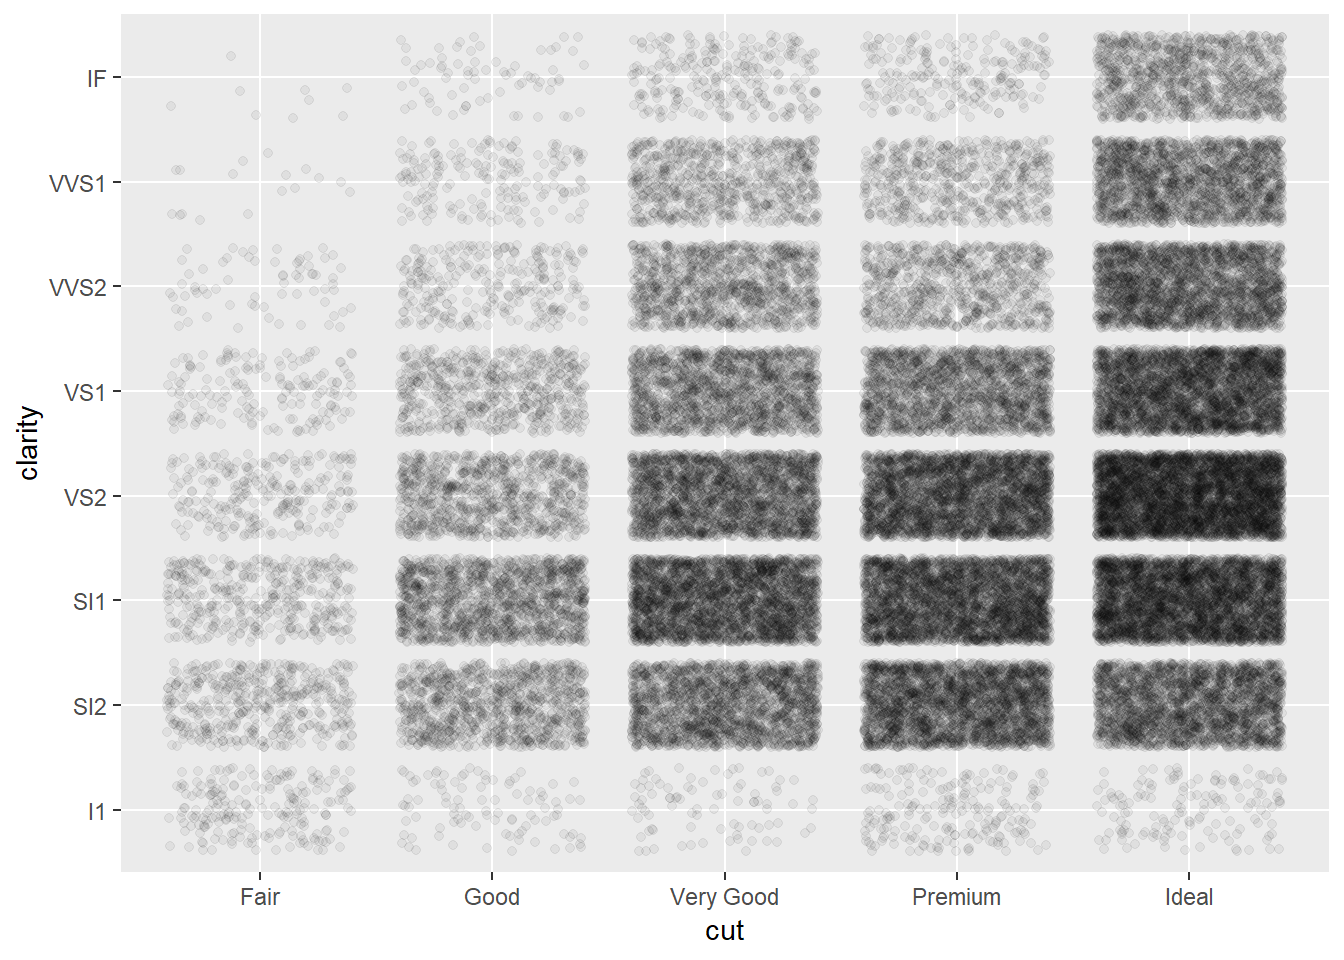 IF
VVS1
VVS2
VS1
VS2
SI1
SI2
I1
clarity
Fair Good Very Good Premium Ideal
cut